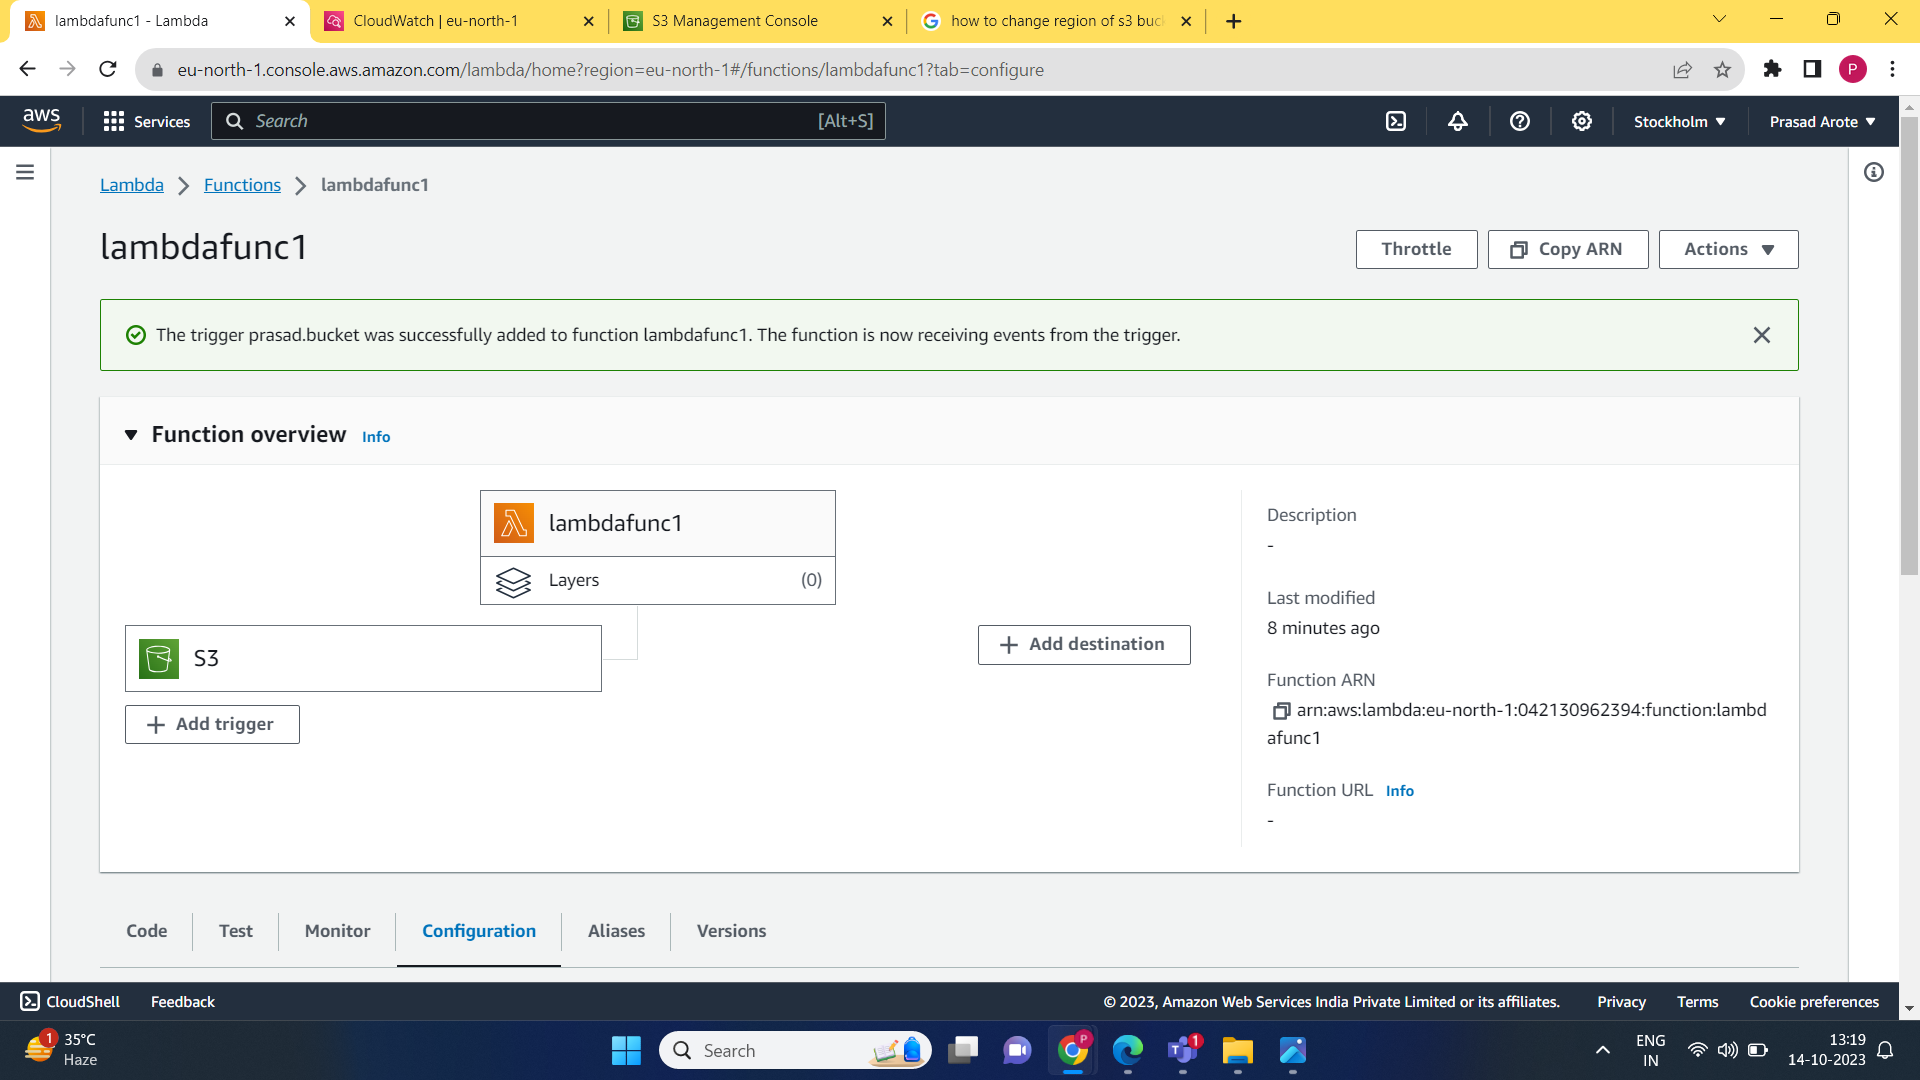 lambdafunc1 - Lambda
CloudWatch | eu-north-1
S3 Management Console
how to change region of s3 buc
eu-north-1.console.aws.amazon.com/lambda/home?region=eu-north-1#/functions/lambdafunc1?tab=configure
P
aws
Services
Search
[Alt+S]
Stockholm
Prasad Arote
Lambda
Functions
lambdafunc1
lambdafunc1
Throttle
Copy ARN
Actions
The trigger prasad.bucket was successfully added to function lambdafunc1. The function is now receiving events from the trigger.
Function overview Info
lambdafunc1
Layers (0)
S3
Add trigger
Add destination
Description
-
Last modified
8 minutes ago
Function ARN
arn:aws:lambda:eu-north-1:042130962394:function:lambd
afunc1
Function URL Info
-
Code
Test
Monitor
Configuration
Aliases
Versions
CloudShell
Feedback
© 2023, Amazon Web Services India Private Limited or its affiliates.
Privacy
Terms
Cookie preferences
1
35°C
Haze
Search
P
1
ENG
IN
13:19
14-10-2023